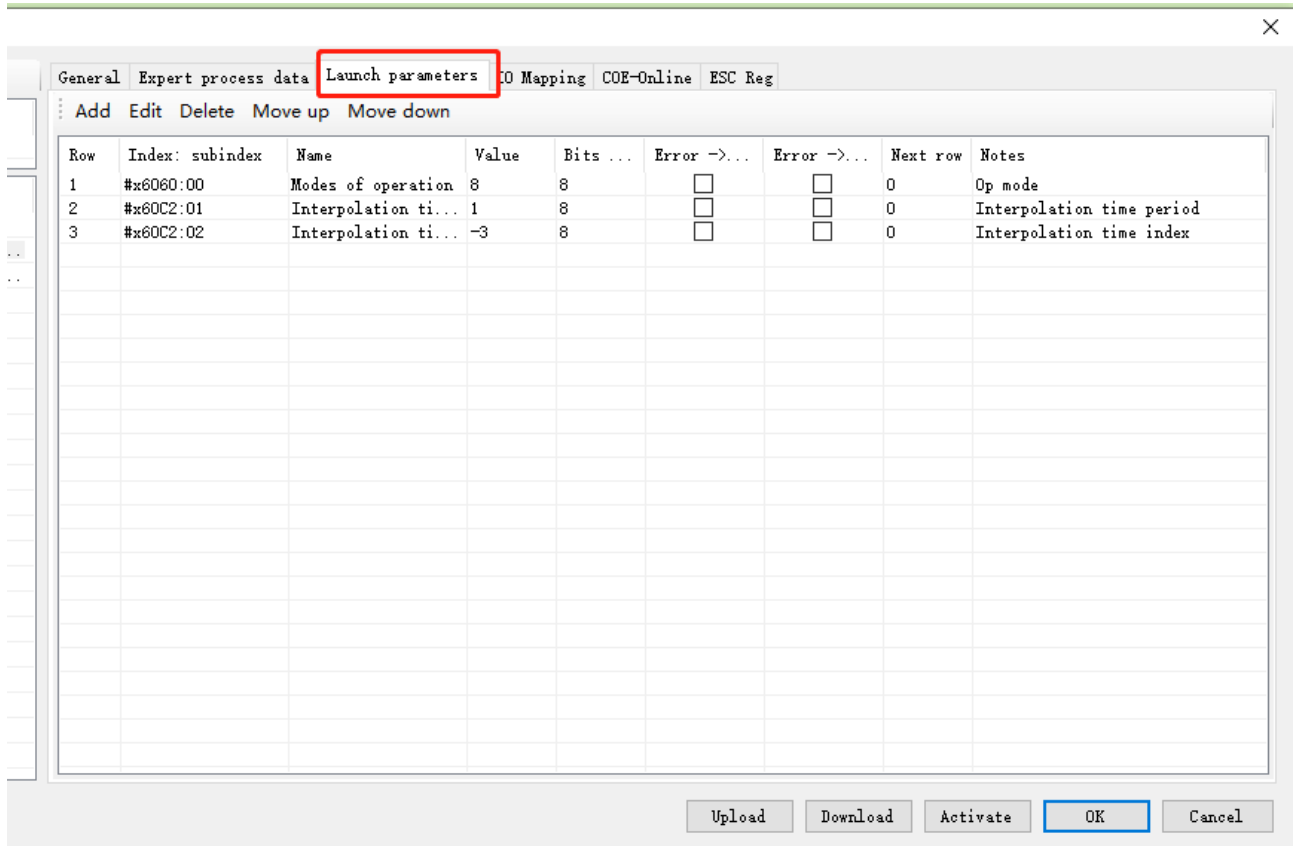 General Expert process data Launch parameters IO Mapping COE-Online ESC Reg
Add Edit Delete Move up Move down
Row Index: subindex Name Value Bits ... Error ->... Error ->... Next row Notes
1 #x6060:00 Modes of operation 8 8 0 Op mode
2 #x60C2:01 Interpolation ti... 1 8 0 Interpolation time period
3 #x60C2:02 Interpolation ti... -3 8 0 Interpolation time index
..
..
Upload Download Activate OK Cancel